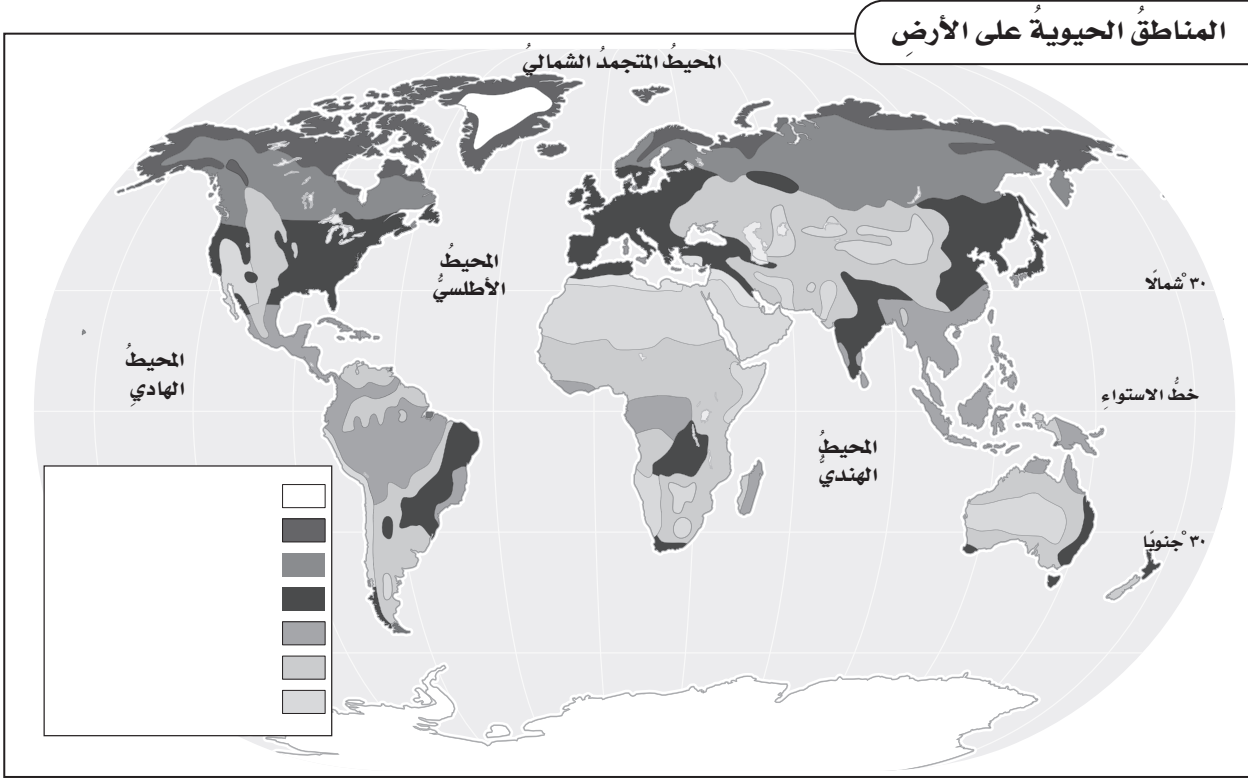 المناطقُ الحيويةُ على الأرضِ
المحيطُ المتجمدُ الشماليُ
المحيطُ
الأطلسيُّ
٣٠ ْ شمالًا
المحيطُ
الهاديِ
خطُّ الاستواءِ
المحيطُ
الهنديُّ
٣٠ ْ جنوبًا